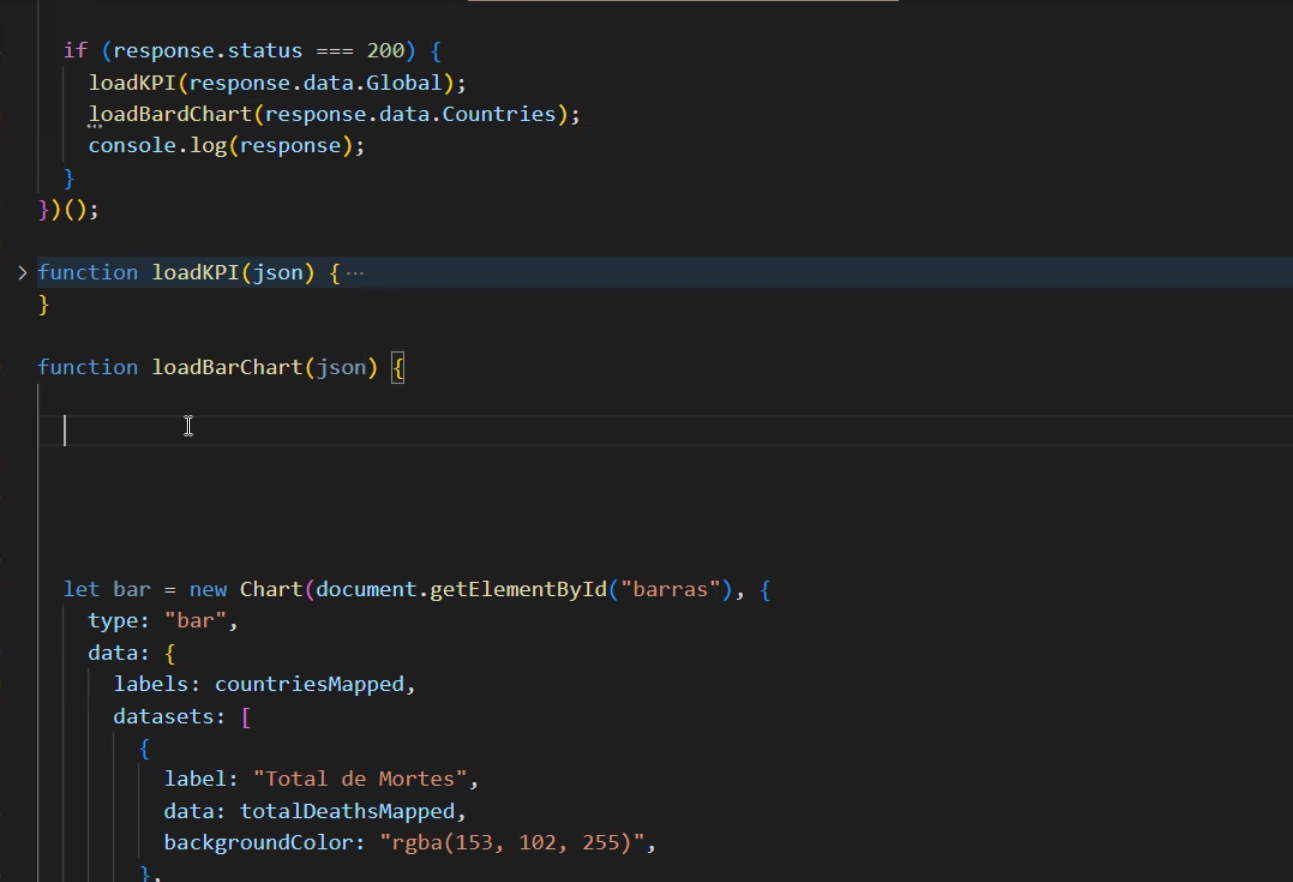 if (response.status === 200) {
loadKPI(response.data.Global);
loadBardChart(response.data.Countries);
console.log(response);
}
})();
function loadKPI(json) { ···
}
function loadBarChart(json) {
let bar = new Chart(document.getElementById("barras"), {
type: "bar",
data: {
labels: countriesMapped,
datasets: [
{
label: "Total de Mortes",
data: totalDeathsMapped,
backgroundColor: "rgba(153, 102, 255)",
},